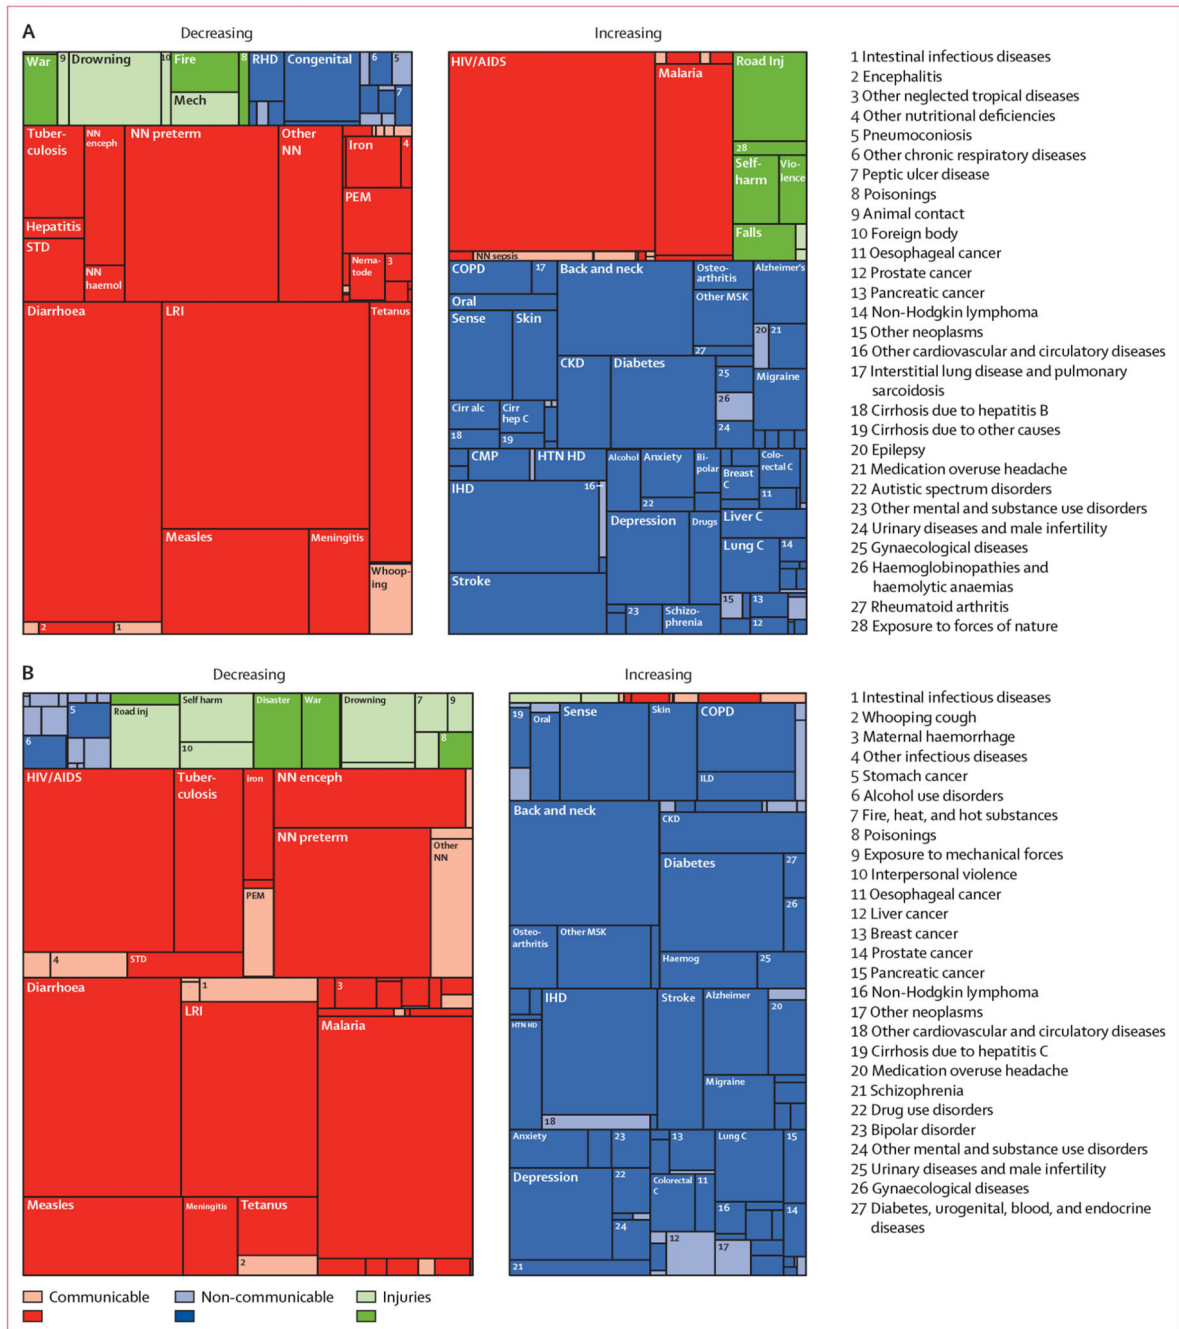 A
Decreasing
Increasing
War
9
Drowning
10
Fire
8
RHD
Congenital
6
5
Mech
7
Tuber-
culosis
NN
enceph
NN preterm
Other
NN
Iron
4
PEM
Hepatitis
STD
NN
haemol
Nema-
tode
3
Diarrhoea
LRI
Tetanus
Measles
Meningitis
Whoop-
ing
2
1
HIV/AIDS
1
Malaria
Road Inj
28
Self-
harm
Vio-
lence
Falls
NN sepsis
COPD
17
Back and neck
Osteo-
arthritis
Alzheimer's
Oral
Other MSK
Sense
Skin
20
21
27
CKD
Diabetes
25
Migraine
26
Cirr alc
Cirr
hep C
24
18
19
CMP
HTN HD
Alcohol
Anxiety
Bi-
polar
Breast
C
Colo-
rectal C
IHD
16
22
11
Depression
Drugs
Liver C
Lung C
14
Stroke
15
13
23
Schizo-
phrenia
12
1 Intestinal infectious diseases
2 Encephalitis
3 Other neglected tropical diseases
4 Other nutritional deficiencies
5 Pneumoconiosis
6 Other chronic respiratory diseases
7 Peptic ulcer disease
8 Poisonings
9 Animal contact
10 Foreign body
11 Oesophageal cancer
12 Prostate cancer
13 Pancreatic cancer
14 Non-Hodgkin lymphoma
15 Other neoplasms
16 Other cardiovascular and circulatory diseases
17 Interstitial lung disease and pulmonary
sarcoidosis
18 Cirrhosis due to hepatitis B
19 Cirrhosis due to other causes
20 Epilepsy
21 Medication overuse headache
22 Autistic spectrum disorders
23 Other mental and substance use disorders
24 Urinary diseases and male infertility
25 Gynaecological diseases
26 Haemoglobinopathies and
haemolytic anaemias
27 Rheumatoid arthritis
28 Exposure to forces of nature
B
Decreasing
Increasing
5
6
Road inj
Self harm
10
Disaster
War
Drowning
7
9
8
HIV/AIDS
Tuber-
culosis
Iron
NN enceph
NN preterm
Other
NN
PEM
4
STD
Diarrhoea
1
3
LRI
Malaria
Measles
Meningitis
Tetanus
2
19
Oral
Sense
Skin
COPD
ILD
Back and neck
CKD
Diabetes
27
26
Osteo-
arthritis
Other MSK
Haemog
25
IHD
Stroke
Alzheimer
20
HTN HD
Migraine
18
Anxiety
23
13
Lung C
15
Depression
22
Colorectal
C
11
16
14
24
12
17
21
1 Intestinal infectious diseases
2 Whooping cough
3 Maternal haemorrhage
4 Other infectious diseases
5 Stomach cancer
6 Alcohol use disorders
7 Fire, heat, and hot substances
8 Poisonings
9 Exposure to mechanical forces
10 Interpersonal violence
11 Oesophageal cancer
12 Liver cancer
13 Breast cancer
14 Prostate cancer
15 Pancreatic cancer
16 Non-Hodgkin lymphoma
17 Other neoplasms
18 Other cardiovascular and circulatory diseases
19 Cirrhosis due to hepatitis C
20 Medication overuse headache
21 Schizophrenia
22 Drug use disorders
23 Bipolar disorder
24 Other mental and substance use disorders
25 Urinary diseases and male infertility
26 Gynaecological diseases
27 Diabetes, urogenital, blood, and endocrine
diseases
Communicable
Non-communicable
Injuries